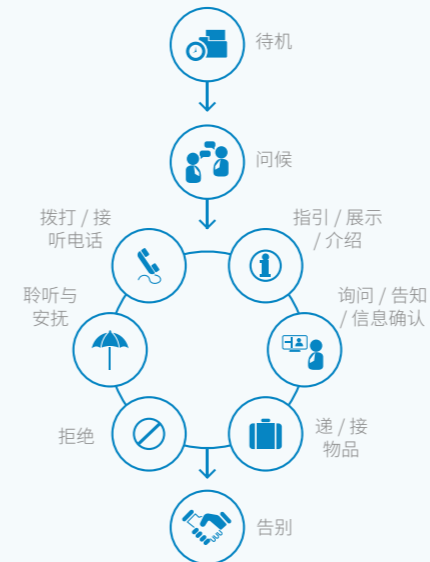 待机
问候
拨打 / 接
听电话
指引 / 展示
/ 介绍
聆听与
安抚
询问 / 告知
/ 信息确认
拒绝
递 / 接
物品
告别